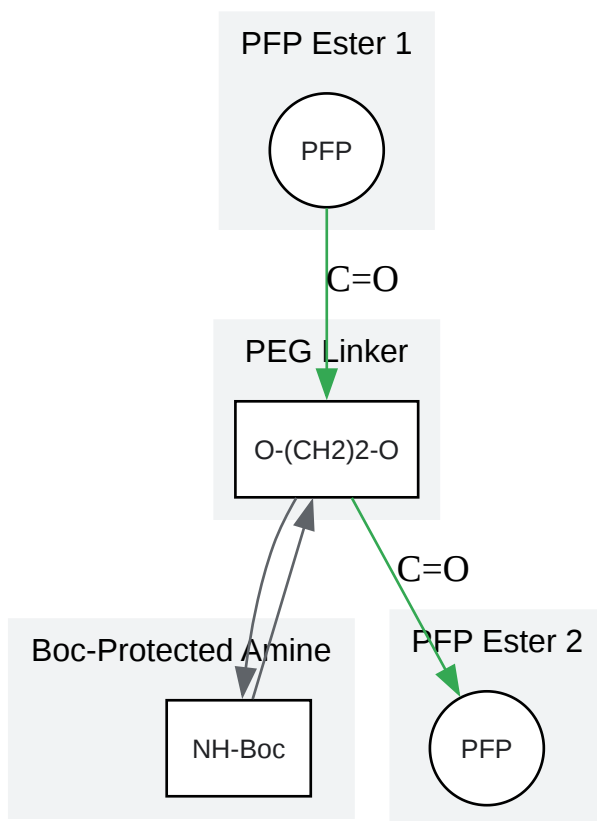 PFP Ester 1
PFP
C=O
PEG Linker
O-(CH2)2-O
C=O
Boc-Protected Amine
NH-Boc
PFP Ester 2
PFP